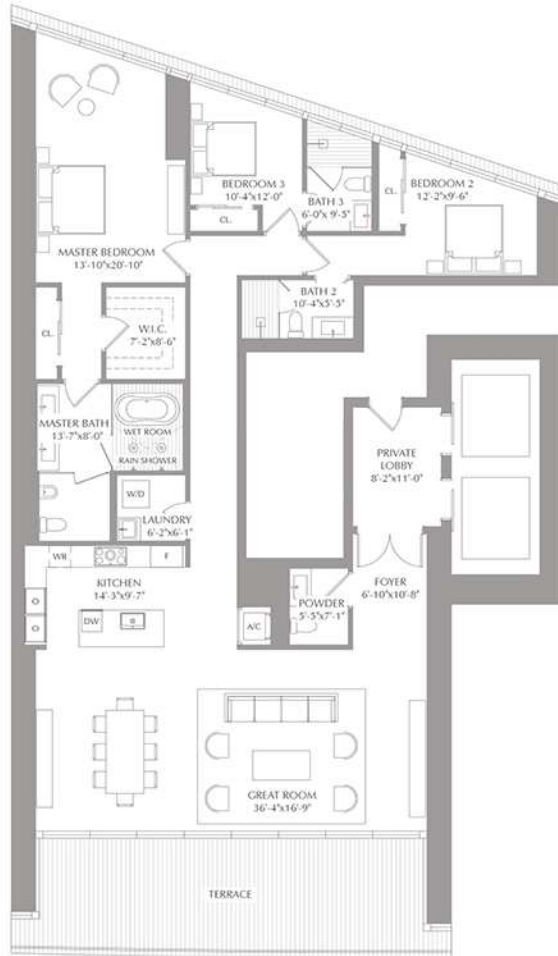 BEDROOM 3
10'-4"x12'-0"
CL.
BATH 3
6'-0"x 9'-5"
CL.
BEDROOM 2
12'-2"x9'-6"
MASTER BEDROOM
13'-10"x20'-10"
BATH 2
10'-4"x5'-5"
CL.
W.I.C.
7'-2"x8'-6"
MASTER BATH
13'-7"x8'-0"
WET ROOM
RAIN SHOWER
PRIVATE
LOBBY
8'-2"x11'-0"
W/D
LAUNDRY
6'-2"x6'-1"
WR
F
KITCHEN
14'-3"x9'-7"
O
O
DW
FOYER
6'-10"x10'-8"
POWDER
5'-5"x7'-1"
A/C
GREAT ROOM
36'-4"x16'-9"
TERRACE